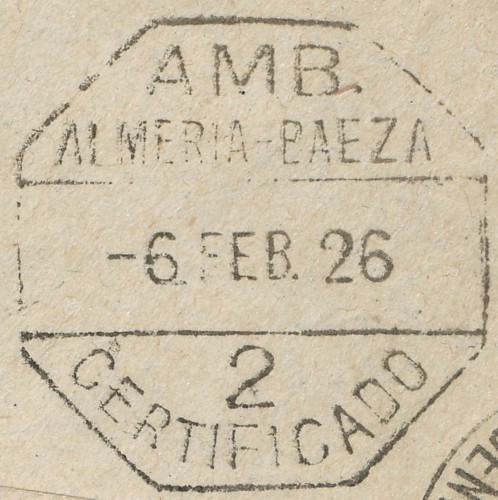 AMB.
ALMERIA-BAEZA
-6.FEB. 26
2
CERTIFICADO